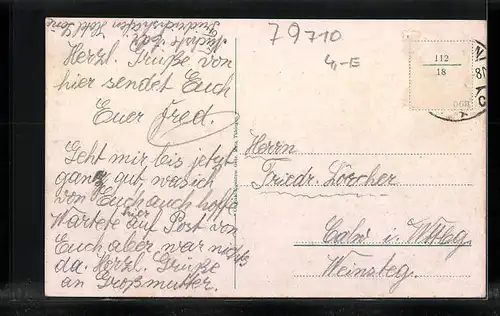 79710
4,-E
Herzl. Grüße von
hier sendet Euch
Euer Fred.
Geht mir bis jetzt
ganz gut was ich
von Euch auch hoffe
Wartete hier auf Post von
Euch aber war nichts
da. Herzl. Grüße
an Großmutter.
112
18
Herrn
Friedr. Lörcher
Calw i. Wttbg.
Weinsteg.